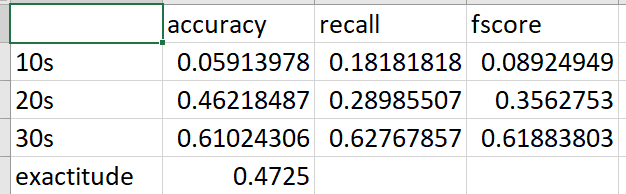 accuracy recall fscore
10s 0.05913978 0.18181818 0.08924949
20s 0.46218487 0.28985507 0.3562753
30s 0.61024306 0.62767857 0.61883803
exactitude 0.4725